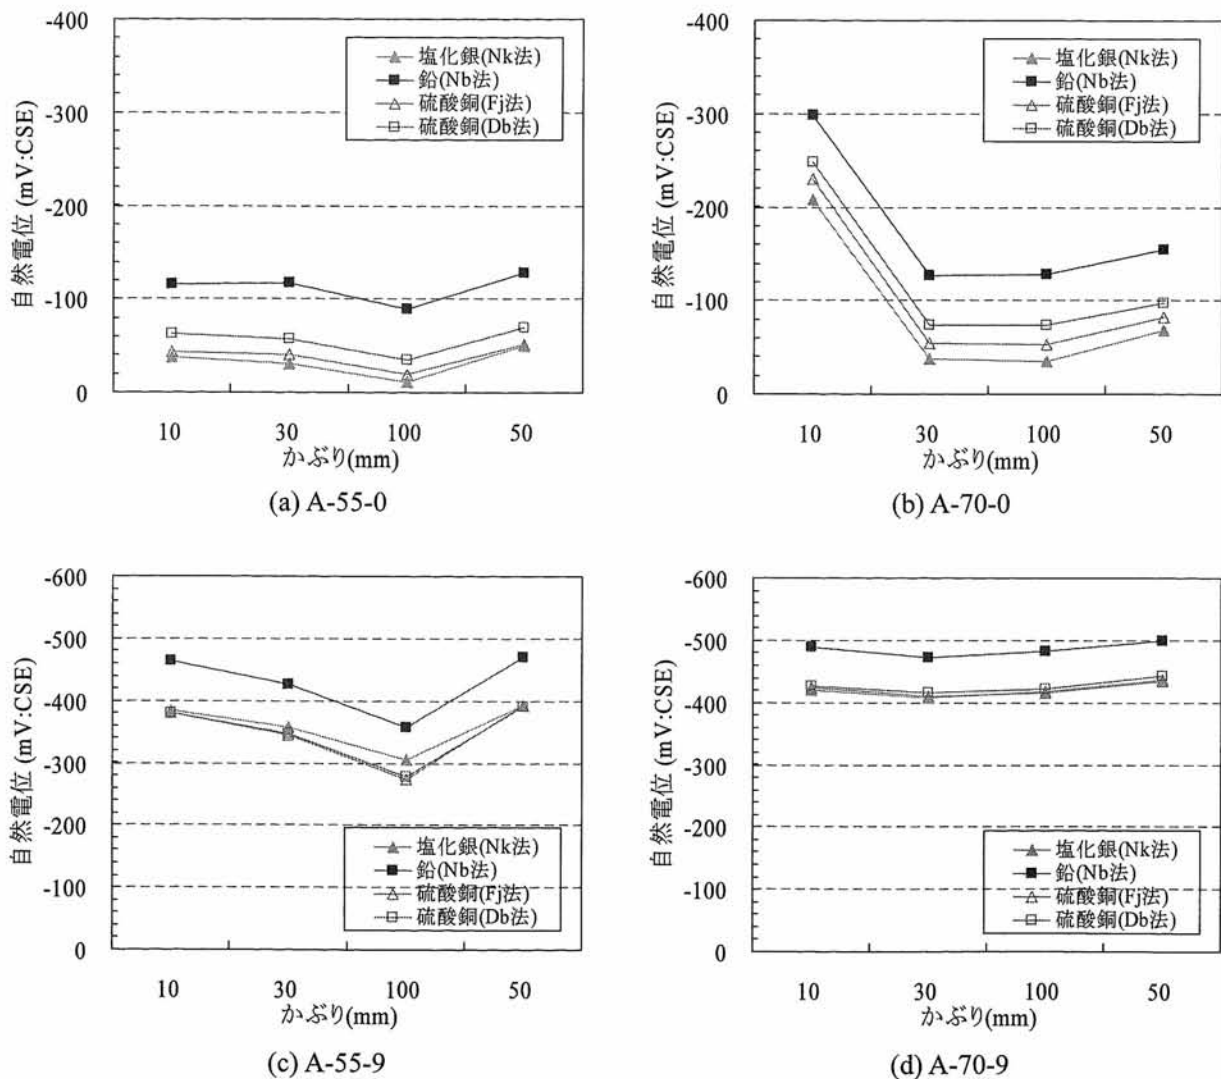 -400
-300
-200
-100
0
自然電位 (mV:CSE)
塩化銀(Nk法)
鉛(Nb法)
硫酸銅(Fj法)
硫酸銅(Db法)
10 30 100 50
かぶり(mm)
(a) A-55-0
-400
-300
-200
-100
0
自然電位 (mV:CSE)
塩化銀(Nk法)
鉛(Nb法)
硫酸銅(Fj法)
硫酸銅(Db法)
10 30 100 50
かぶり(mm)
(b) A-70-0
-600
-500
-400
-300
-200
-100
0
自然電位 (mV:CSE)
塩化銀(Nk法)
鉛(Nb法)
硫酸銅(Fj法)
硫酸銅(Db法)
10 30 100 50
かぶり(mm)
(c) A-55-9
-600
-500
-400
-300
-200
-100
0
自然電位 (mV:CSE)
塩化銀(Nk法)
鉛(Nb法)
硫酸銅(Fj法)
硫酸銅(Db法)
10 30 100 50
かぶり(mm)
(d) A-70-9